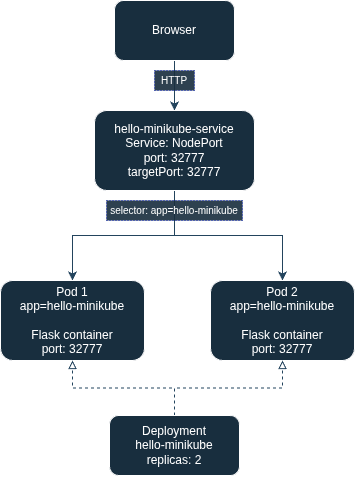 Browser
HTTP
hello-minikube-service
Service: NodePort
port: 32777
targetPort: 32777
selector: app=hello-minikube
Pod 1
app=hello-minikube
Flask container
port: 32777
Pod 2
app=hello-minikube
Flask container
port: 32777
Deployment
hello-minikube
replicas: 2